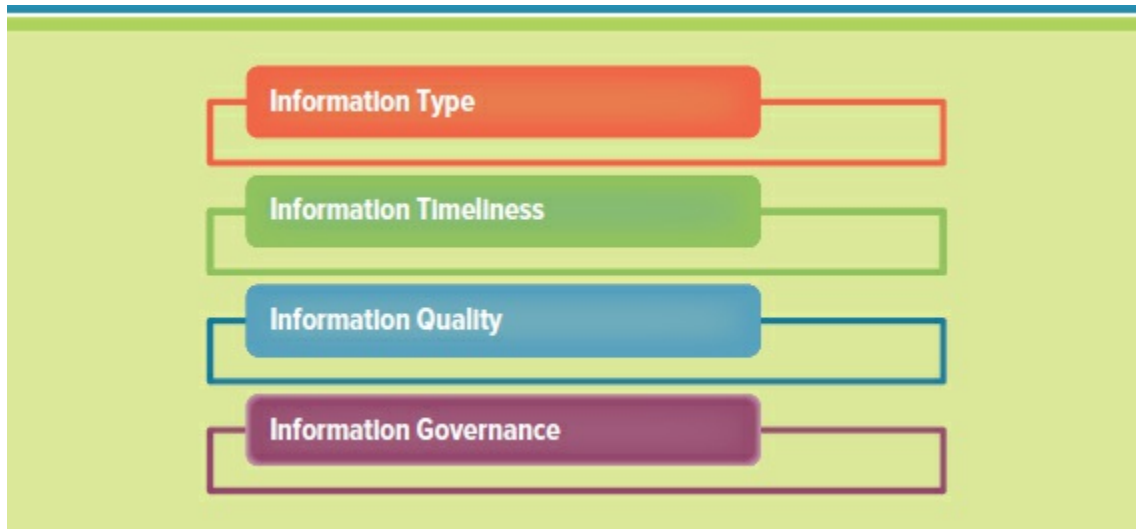 Information Type
Information Timeliness
Information Quality
Information Governance